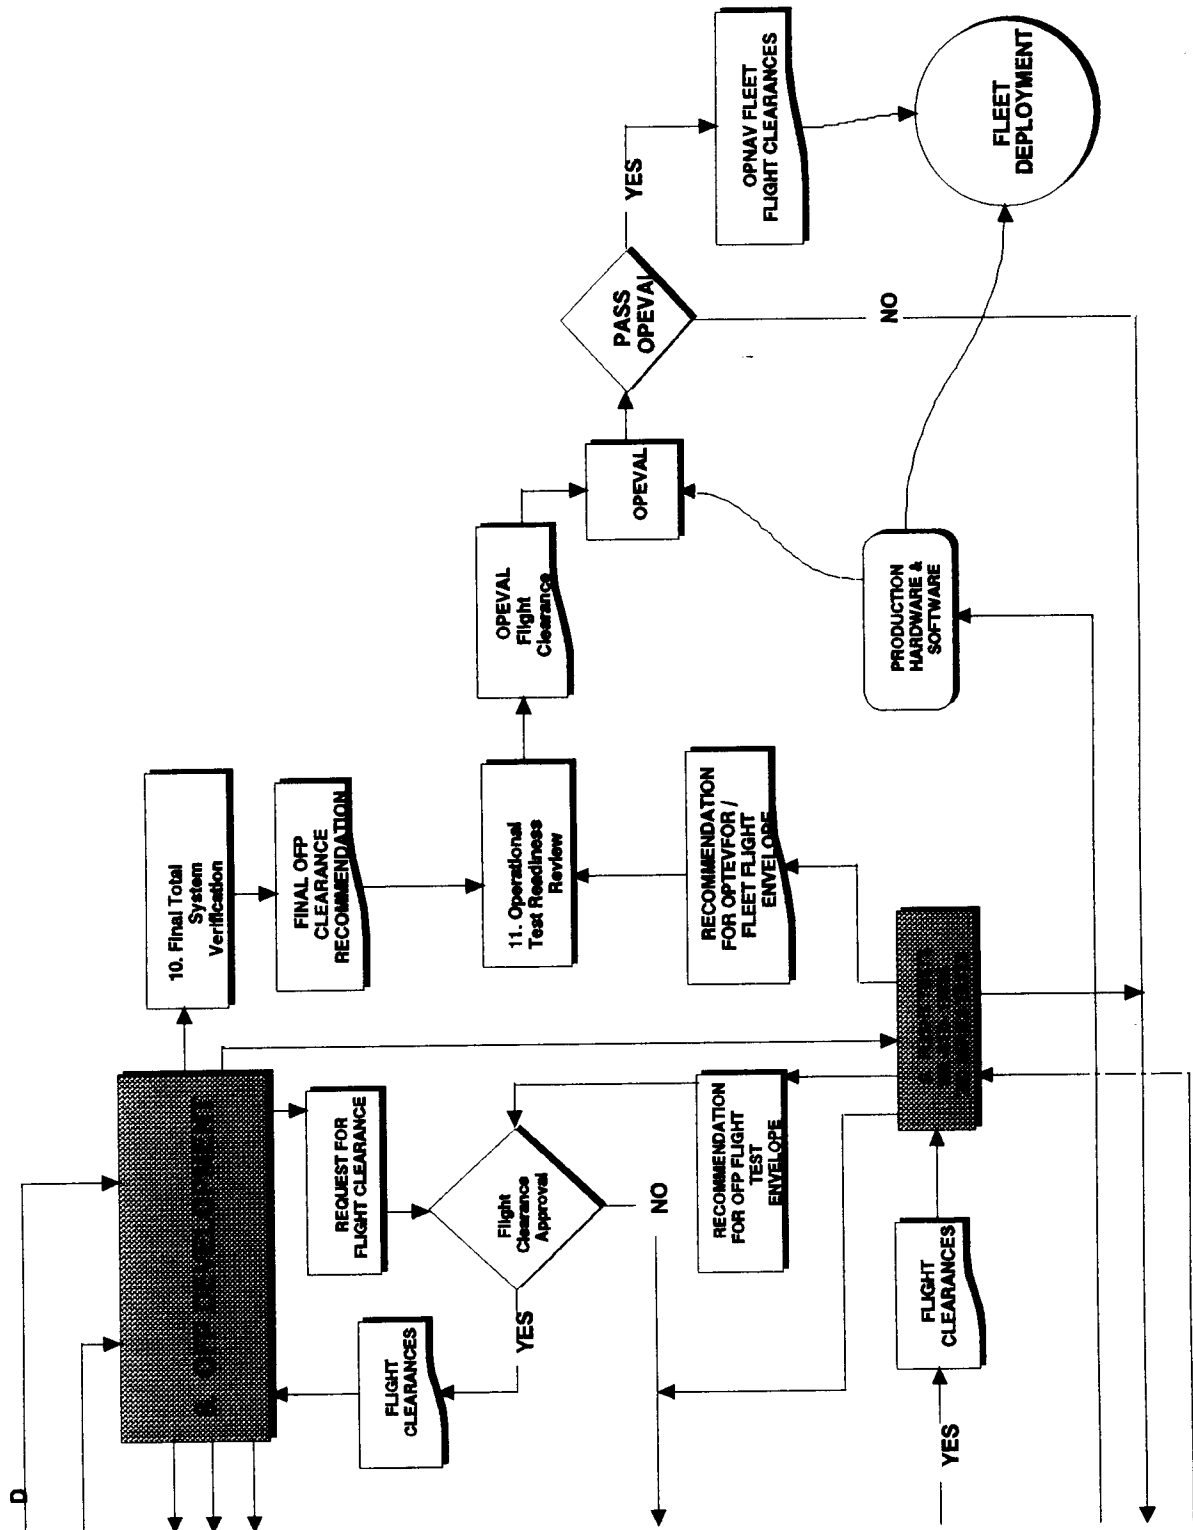 D
OFP DEVELOPMENT
10. Final Total
System
Verification
REQUEST FOR
FLIGHT CLEARANCE
FINAL OFP
CLEARANCE
RECOMMENDATION
FLIGHT
CLEARANCES
YES
Flight
Clearance
Approval
NO
11. Operational
Test Readiness
Review
OPEVAL
Flight
Clearance
OPEVAL
PASS
OPEVAL
YES
NO
OPNAV FLEET
FLIGHT CLEARANCES
RECOMMENDATION
FOR OFP FLIGHT
TEST
ENVELOPE
RECOMMENDATION
FOR OPTEVFOR /
FLEET FLIGHT
ENVELOPE
YES
FLIGHT
CLEARANCES
PRODUCTION
HARDWARE &
SOFTWARE
FLEET
DEPLOYMENT